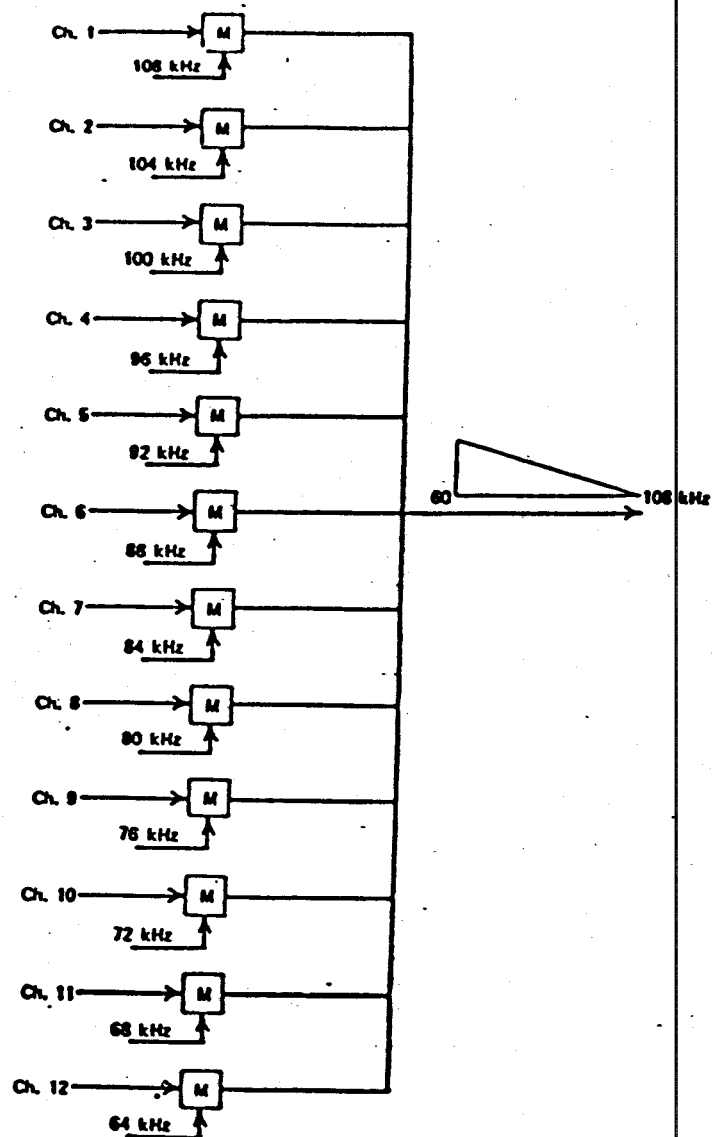 Ch. 1
M
108 kHz
Ch. 2
M
104 kHz
Ch. 3
M
100 kHz
Ch. 4
M
96 kHz
Ch. 5
M
92 kHz
60
108 kHz
Ch. 6
M
88 kHz
Ch. 7
M
84 kHz
Ch. 8
M
80 kHz
Ch. 9
M
76 kHz
Ch. 10
M
72 kHz
Ch. 11
M
68 kHz
Ch. 12
M
64 kHz